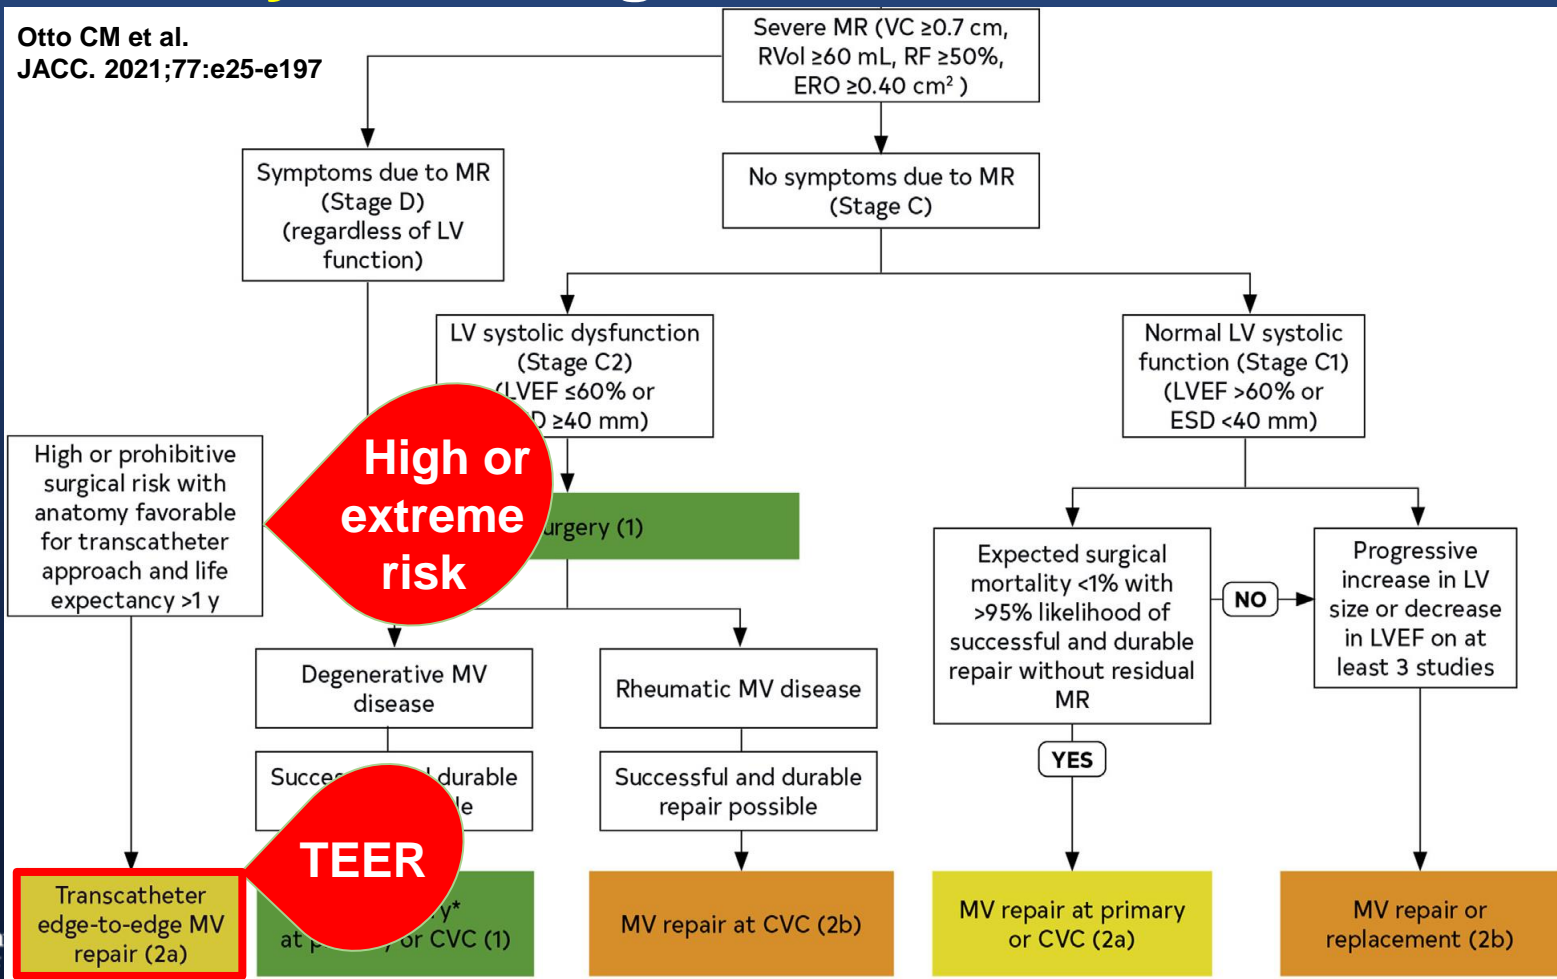 Otto CM et al.
JACC. 2021;77:e25-e197
Severe MR (VC ≥0.7 cm,
RVol ≥60 mL, RF ≥50%,
ERO ≥0.40 cm² )
Symptoms due to MR
(Stage D)
(regardless of LV
function)
No symptoms due to MR
(Stage C)
LV systolic dysfunction
(Stage C2)
(LVEF ≤60% or
≥40 mm)
Normal LV systolic
function (Stage C1)
(LVEF >60% or
ESD <40 mm)
High or prohibitive
surgical risk with
anatomy favorable
for transcatheter
approach and life
expectancy >1 y
High or
extreme
risk
(1)
Expected surgical
mortality <1% with
>95% likelihood of
successful and durable
repair without residual
MR
NO
Progressive
increase in LV
size or decrease
in LVEF on at
least 3 studies
Degenerative MV
disease
Rheumatic MV disease
durable
Successful and durable
repair possible
YES
TEER
Transcatheter
edge-to-edge MV
repair (2a)
at or CVC (1)
MV repair at CVC (2b)
MV repair at primary
or CVC (2a)
MV repair or
replacement (2b)